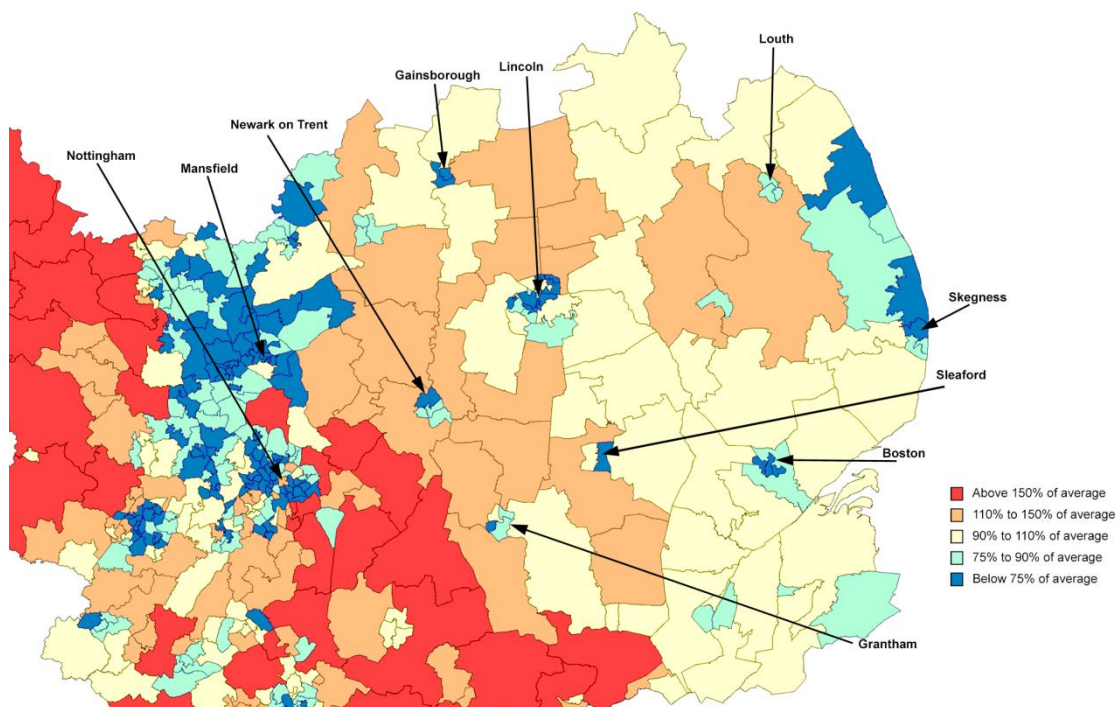 Louth
Gainsborough
Lincoln
Newark on Trent
Nottingham
Mansfield
Skegness
Sleaford
Boston
Above 150% of average
110% to 150% of average
90% to 110% of average
75% to 90% of average
Below 75% of average
Grantham